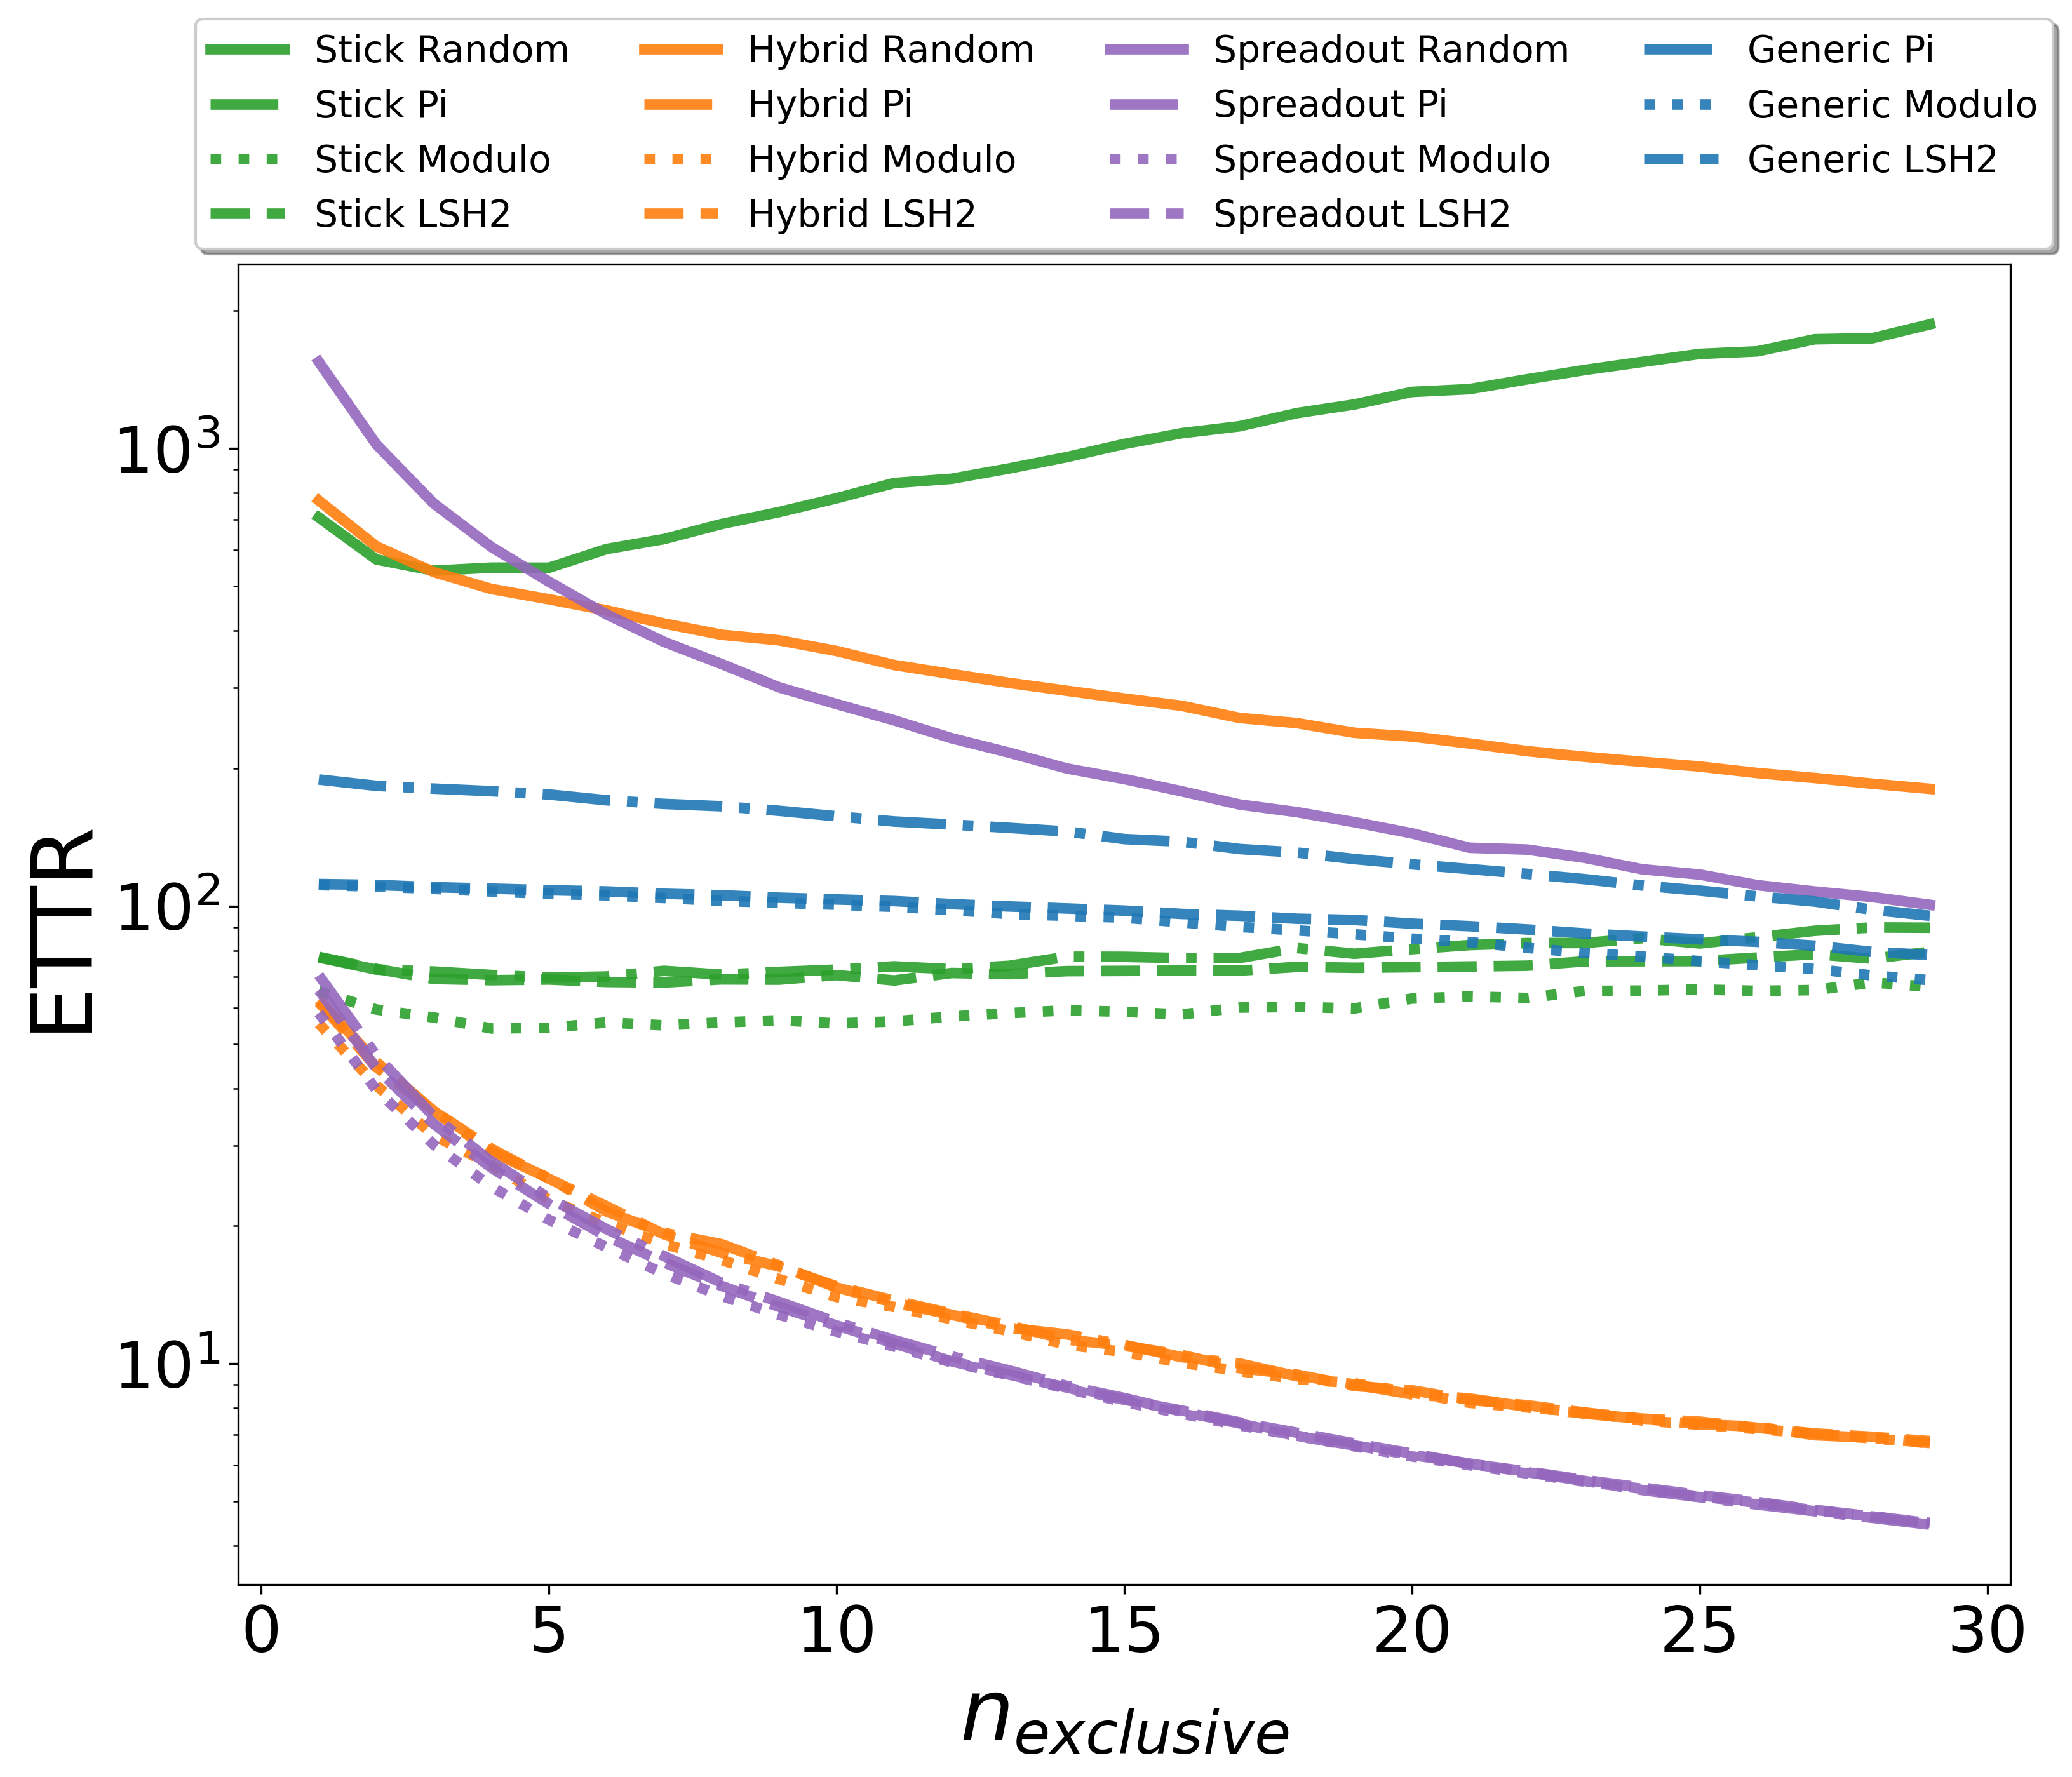 Stick Random
Stick Pi
Stick Modulo
Stick LSH2
Hybrid Random
Hybrid Pi
Hybrid Modulo
Hybrid LSH2
Spreadout Random
Spreadout Pi
Spreadout Modulo
Spreadout LSH2
Generic Pi
Generic Modulo
Generic LSH2
ETTR
10³
10²
10¹
0 5 10 15 20 25 30
n_exclusive